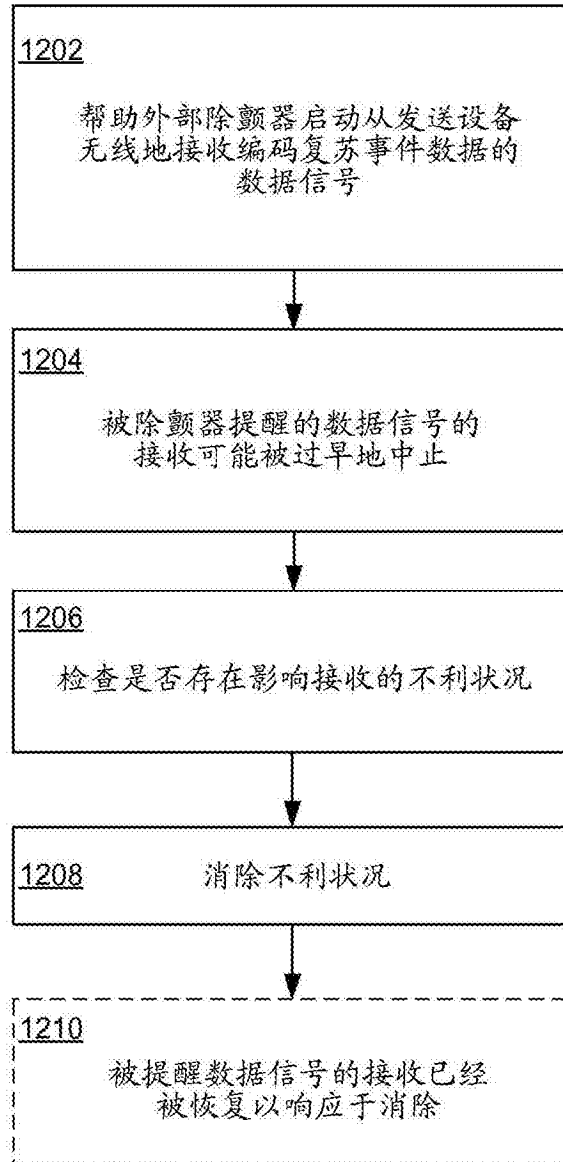 1202
帮助外部除颤器启动从发送设备
无线地接收编码复苏事件数据的
数据信号
1204
被除颤器提醒的数据信号的
接收可能被过早地中止
1206
检查是否存在影响接收的不利状况
1208
消除不利状况
1210
被提醒数据信号的接收已经
被恢复以响应于消除